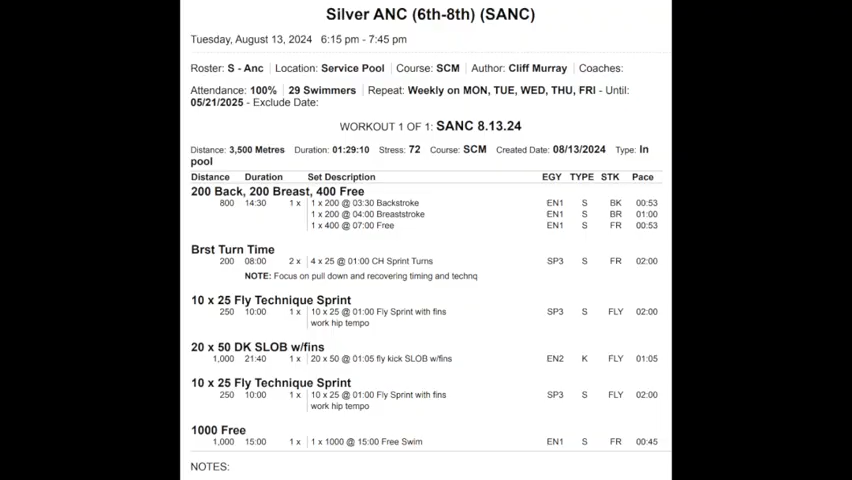 Silver ANC (6th-8th) (SANC)
Tuesday, August 13, 2024 6:15 pm - 7:45 pm
Roster: S - Anc | Location: Service Pool | Course: SCM | Author: Cliff Murray | Coaches:
Attendance: 100% | 29 Swimmers | Repeat: Weekly on MON, TUE, WED, THU, FRI - Until:
05/21/2025 - Exclude Date:
WORKOUT 1 OF 1: SANC 8.13.24
Distance: 3,500 Metres Duration: 01:29:10 Stress: 72 Course: SCM Created Date: 08/13/2024 Type: In
pool
Distance Duration Set Description EGY TYPE STK Pace
200 Back, 200 Breast, 400 Free
800 14:30 1 x 1 x 200 @ 03:30 Backstroke EN1 S BK 00:53
1 x 200 @ 04:00 Breaststroke EN1 S BR 01:00
1 x 400 @ 07:00 Free EN1 S FR 00:53
Brst Turn Time
200 08:00 2 x 4 x 25 @ 01:00 CH Sprint Turns SP3 S FR 02:00
NOTE: Focus on pull down and recovering timing and technq
10 x 25 Fly Technique Sprint
250 10:00 1 x 10 x 25 @ 01:00 Fly Sprint with fins SP3 S FLY 02:00
work hip tempo
20 x 50 DK SLOB w/fins
1,000 21:40 1 x 20 x 50 @ 01:05 fly kick SLOB w/fins EN2 K FLY 01:05
10 x 25 Fly Technique Sprint
250 10:00 1 x 10 x 25 @ 01:00 Fly Sprint with fins SP3 S FLY 02:00
work hip tempo
1000 Free
1,000 15:00 1 x 1 x 1000 @ 15:00 Free Swim EN1 S FR 00:45
NOTES: